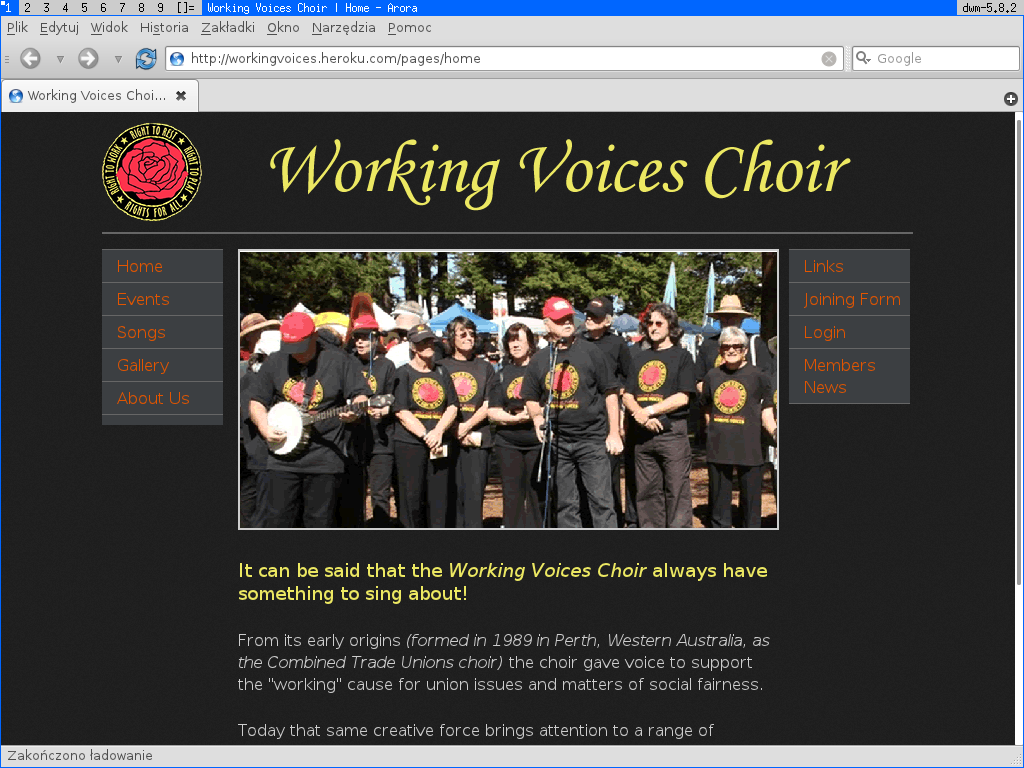 1 2 3 4 5 6 7 8 9 []= Working Voices Choir | Home - Arora dwm-5.8.2
Plik Edytuj Widok Historia Zakładki Okno Narzędzia Pomoc
http://workingvoices.heroku.com/pages/home Google
Working Voices Choi...
RIGHT TO WORK ★ RIGHT TO REST ★ RIGHT TO PLAY ★ RIGHTS FOR ALL ★
Working Voices Choir
Home
Events
Songs
Gallery
About Us
Links
Joining Form
Login
Members
News
It can be said that the Working Voices Choir always have
something to sing about!
From its early origins (formed in 1989 in Perth, Western Australia, as
the Combined Trade Unions choir) the choir gave voice to support
the "working" cause for union issues and matters of social fairness.
Today that same creative force brings attention to a range of
Zakończono ładowanie